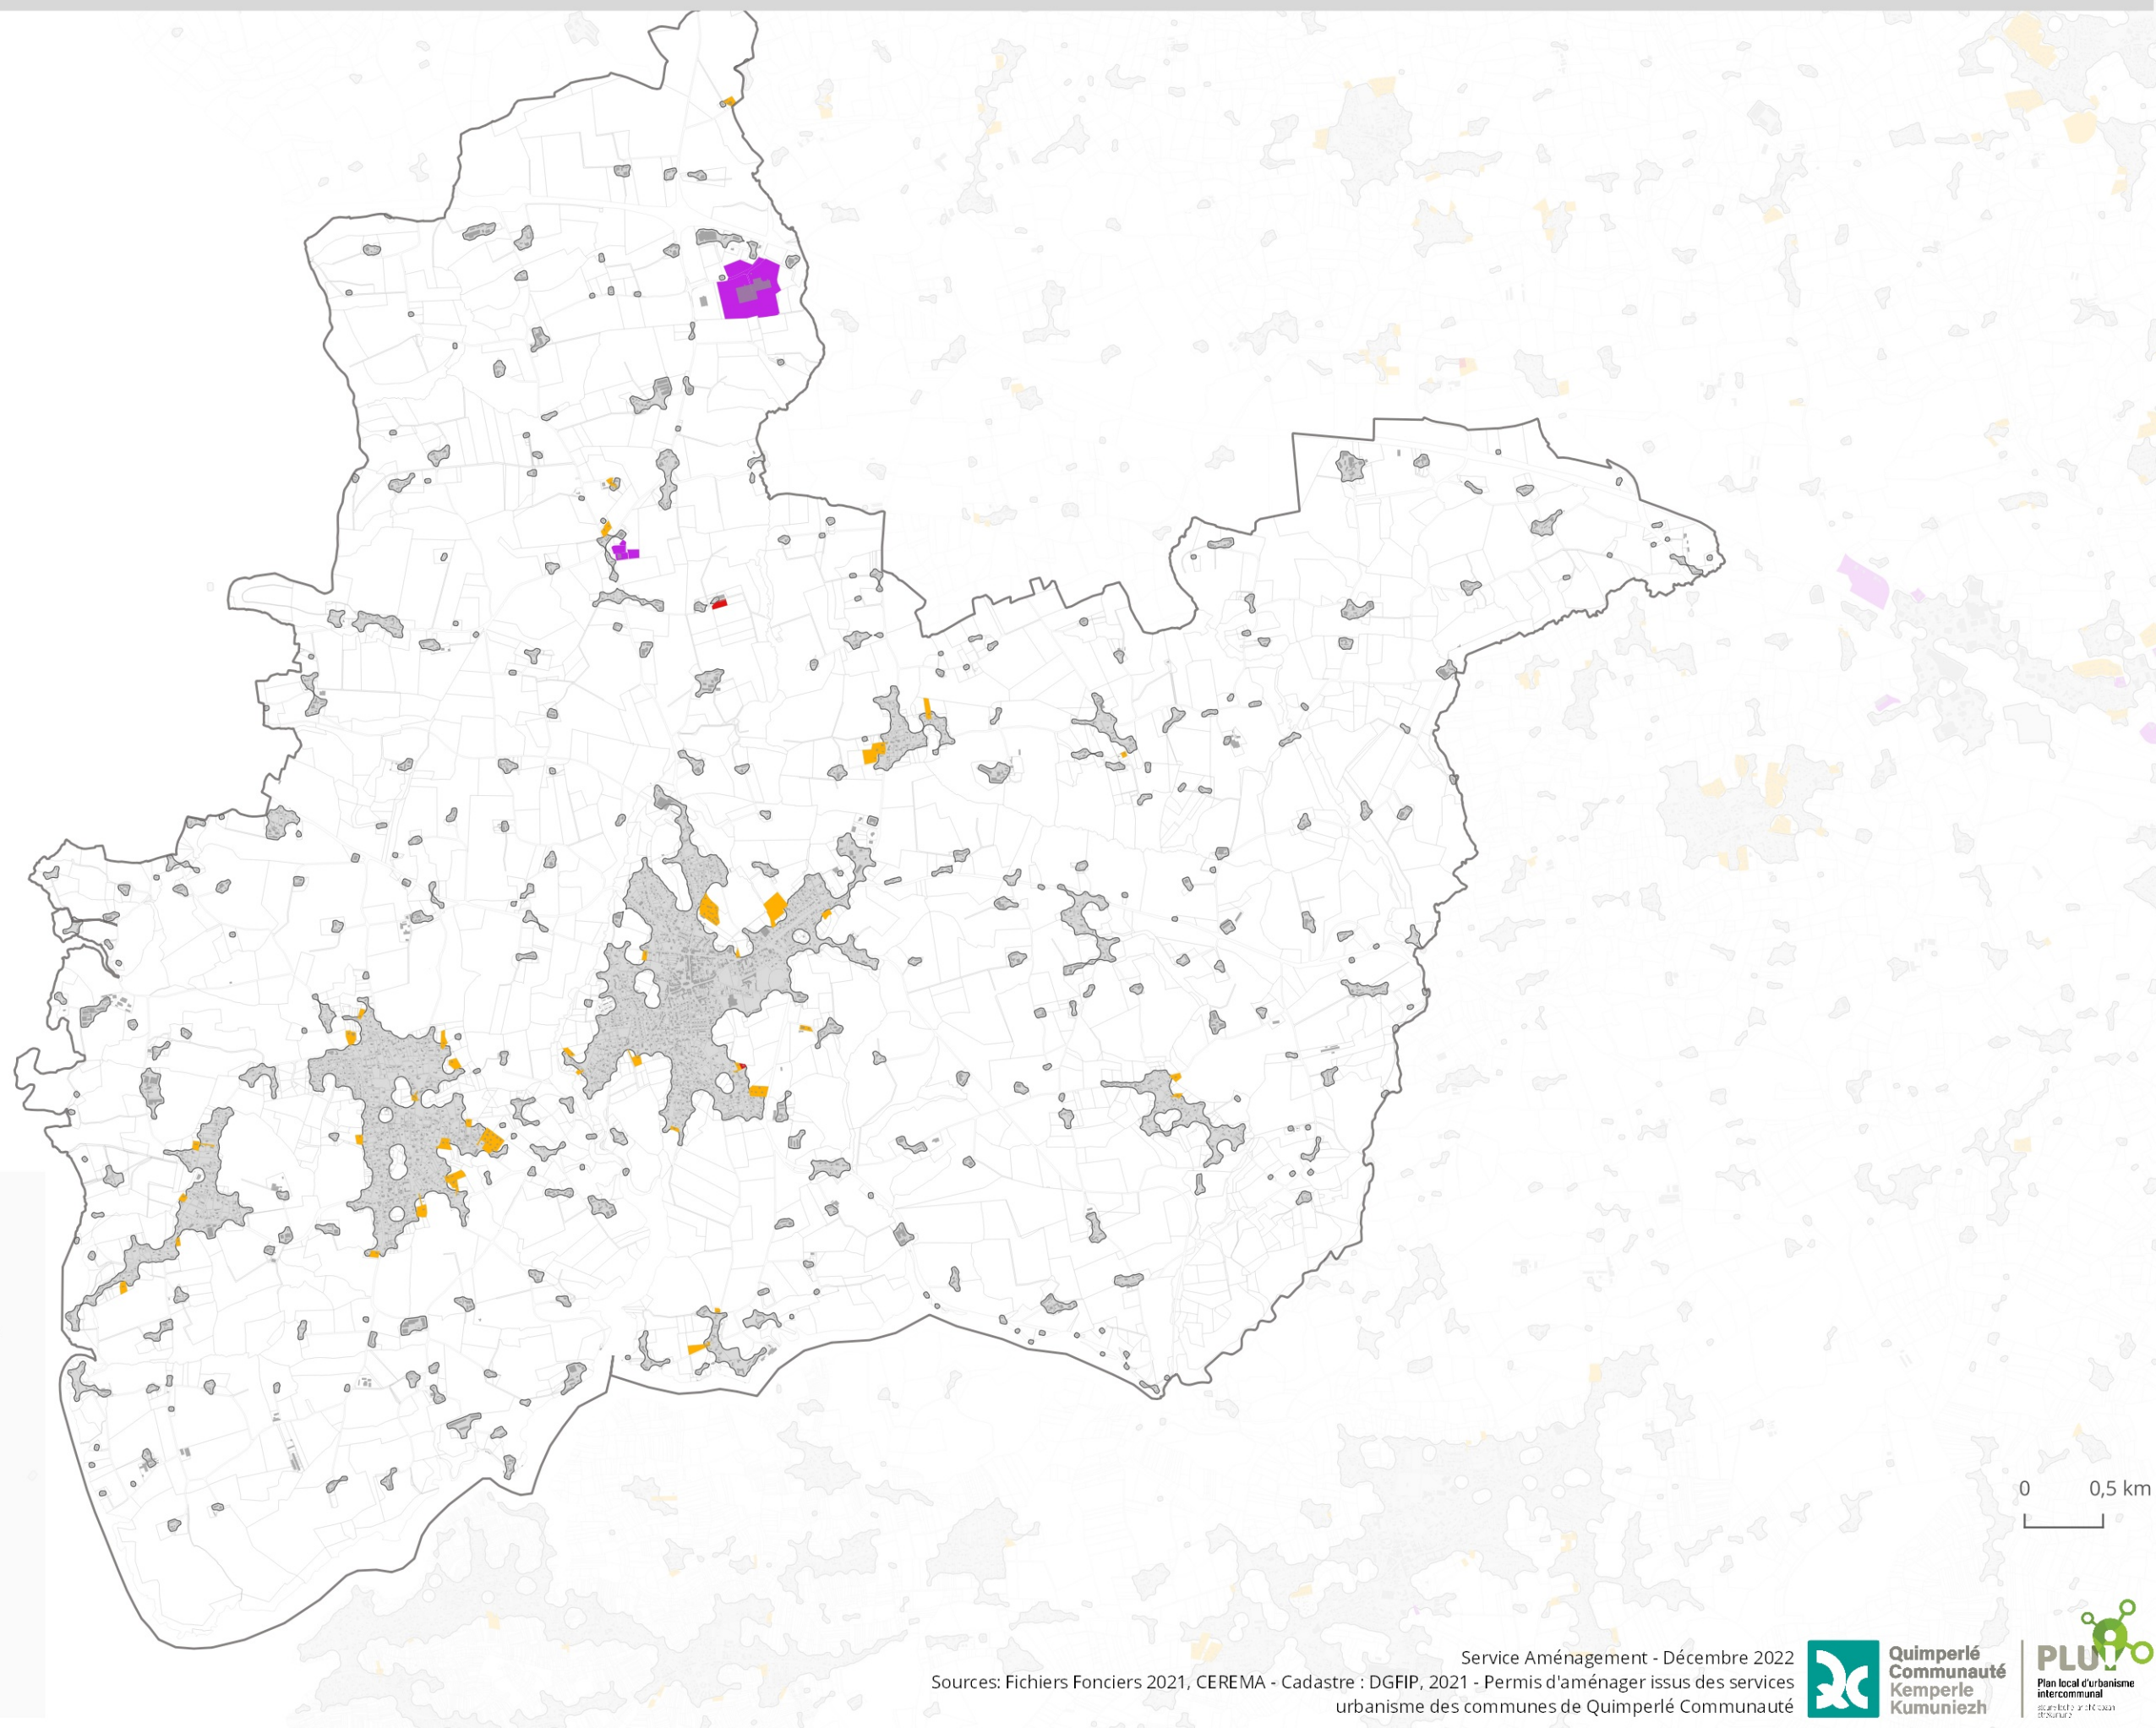 0 0,5 km
Service Aménagement - Décembre 2022
Sources: Fichiers Fonciers 2021, CEREMA - Cadastre : DGFIP, 2021 - Permis d'aménager issus des services
urbanisme des communes de Quimperlé Communauté
Quimperlé
Communauté
Kemperle
Kumuniezh
PLUi
Plan local d'urbanisme
intercommunal